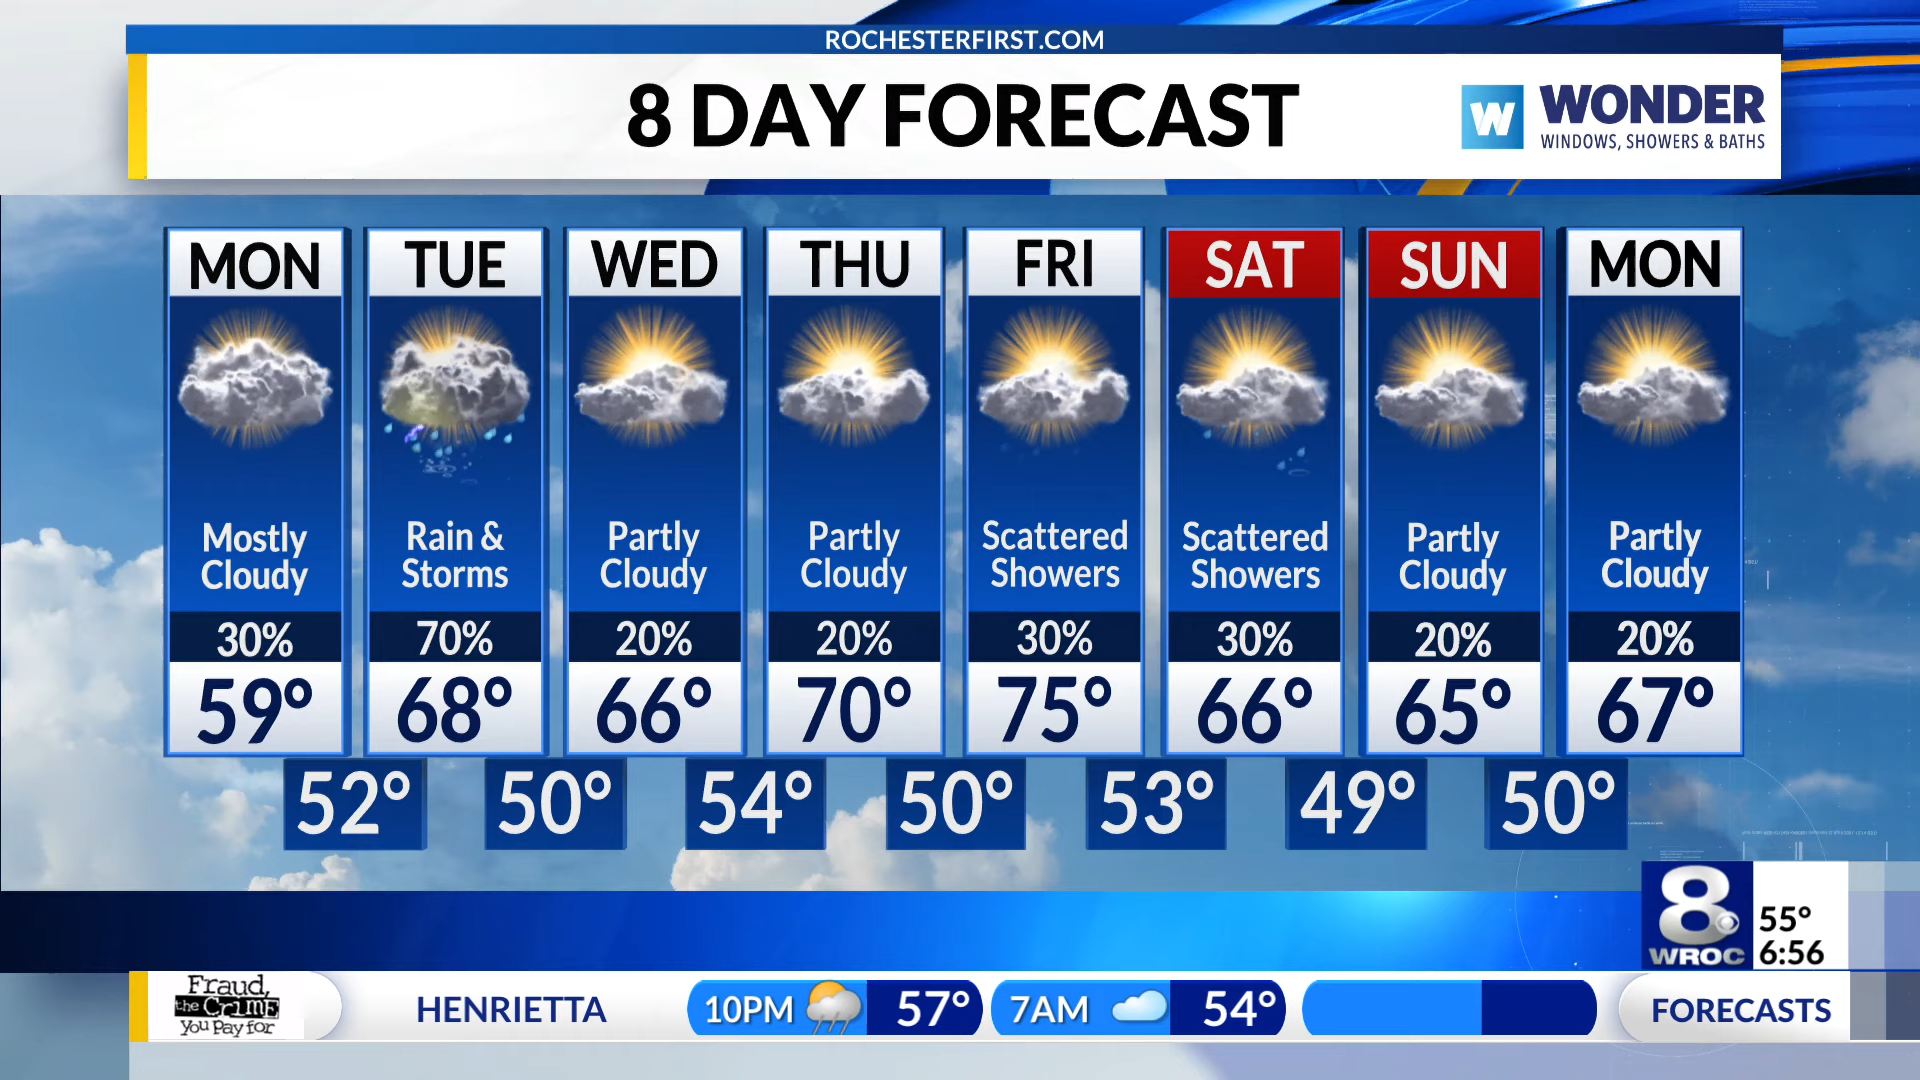 ROCHESTERFIRST.COM
8 DAY FORECAST
W WONDER
WINDOWS, SHOWERS & BATHS
MON TUE WED THU FRI SAT SUN MON
Mostly Cloudy
Rain & Storms
Partly Cloudy
Partly Cloudy
Scattered Showers
Scattered Showers
Partly Cloudy
Partly Cloudy
30% 70% 20% 20% 30% 30% 20% 20%
59° 68° 66° 70° 75° 66° 65° 67°
52° 50° 54° 50° 53° 49° 50°
8 55°
WROC 6:56
Fraud,
the CriME
You Pay for
HENRIETTA 10PM 57° 7AM 54° FORECASTS